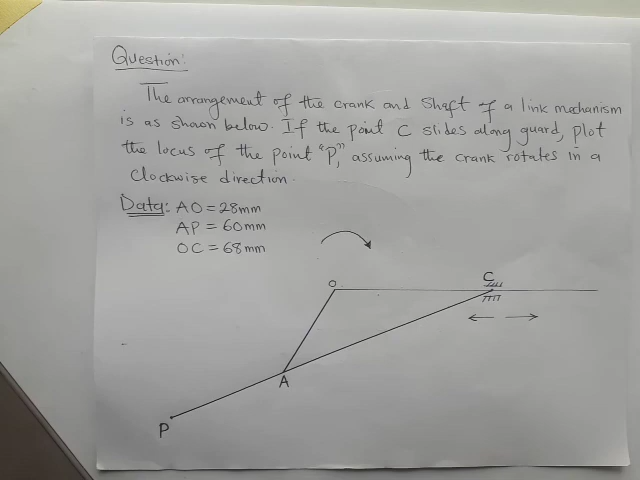 Question:
The arrangement of the crank and shaft of a link mechanism
is as shown below. If the point C slides along guard, plot
the locus of the point "P," assuming the crank rotates in a
clockwise direction.
Data: AO = 28mm
AP = 60mm
OC = 68mm
O
C
A
P